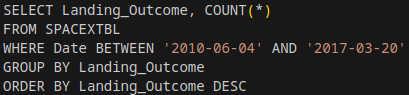 SELECT Landing_Outcome, COUNT(*)
FROM SPACEXTBL
WHERE Date BETWEEN '2010-06-04' AND '2017-03-20'
GROUP BY Landing_Outcome
ORDER BY Landing_Outcome DESC